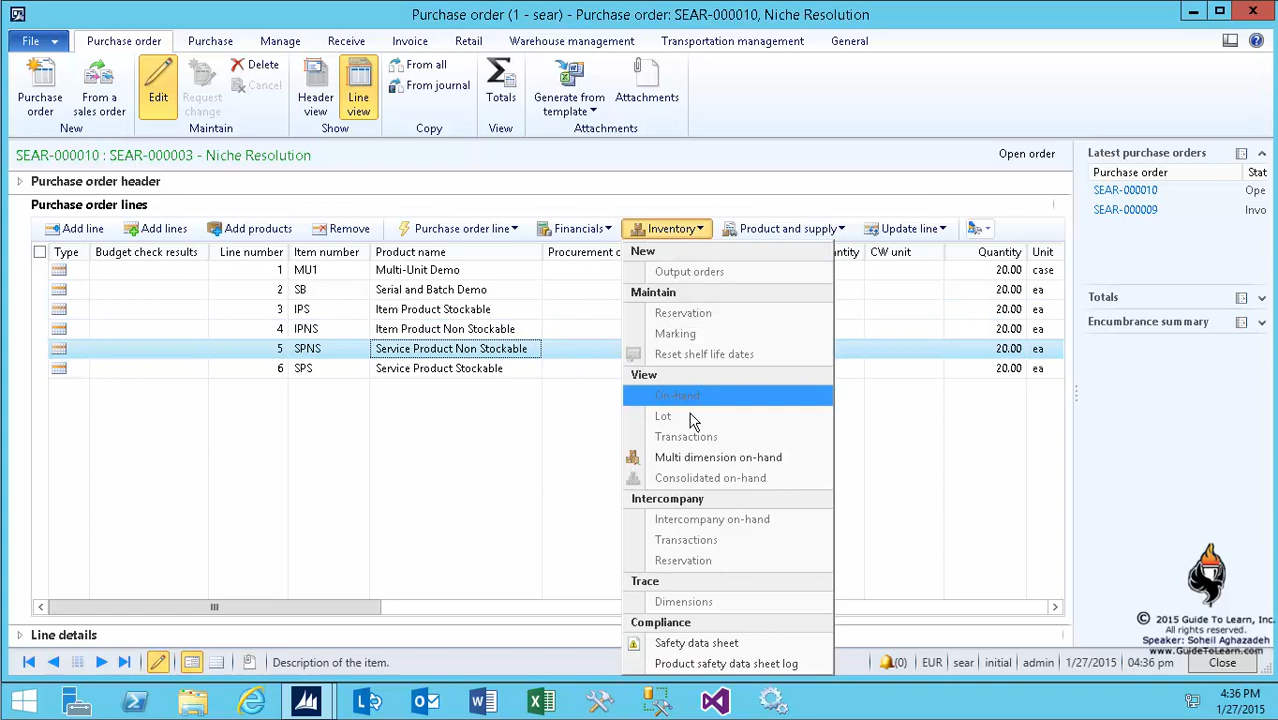 Purchase order (1 - sear) - Purchase order: SEAR-000010, Niche Resolution
File Purchase order Purchase Manage Receive Invoice Retail Warehouse management Transportation management General
Purchase order
From a sales order
New
Edit
Request change
Delete
Cancel
Maintain
Header view
Line view
Show
From all
From journal
Copy
Totals
View
Generate from template
Attachments
Attachments
SEAR-000010 : SEAR-000003 - Niche Resolution
Open order
Purchase order header
Purchase order lines
Add line Add lines Add products Remove Purchase order line Financials Inventory Product and supply Update line
Type Budget check results Line number Item number Product name Procurement c antity CW unit Quantity Unit
1 MU1 Multi-Unit Demo 20.00 case
2 SB Serial and Batch Demo 20.00 ea
3 IPS Item Product Stockable 20.00 ea
4 IPNS Item Product Non Stockable 20.00 ea
5 SPNS Service Product Non Stockable 20.00 ea
6 SPS Service Product Stockable 20.00 ea
New
Output orders
Maintain
Reservation
Marking
Reset shelf life dates
View
On-hand
Lot
Transactions
Multi dimension on-hand
Consolidated on-hand
Intercompany
Intercompany on-hand
Transactions
Reservation
Trace
Dimensions
Compliance
Safety data sheet
Product safety data sheet log
Latest purchase orders
Purchase order Stat
SEAR-000010 Ope
SEAR-000009 Invo
Totals
Encumbrance summary
© 2015 Guide To Learn, Inc.
All rights reserved.
Speaker: Soheil Aghazadeh
www.GuideToLearn.com
Line details
Description of the item.
(0) EUR sear initial admin 1/27/2015 04:36 pm Close
4:36 PM
1/27/2015